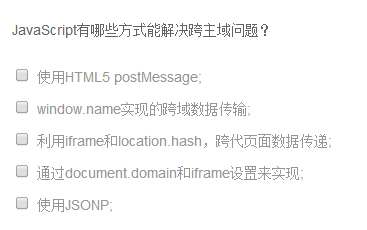 JavaScript有哪些方式能解决跨主域问题？
使用HTML5 postMessage;
window.name实现的跨域数据传输;
利用iframe和location.hash，跨代页面数据传递;
通过document.domain和iframe设置来实现;
使用JSONP;